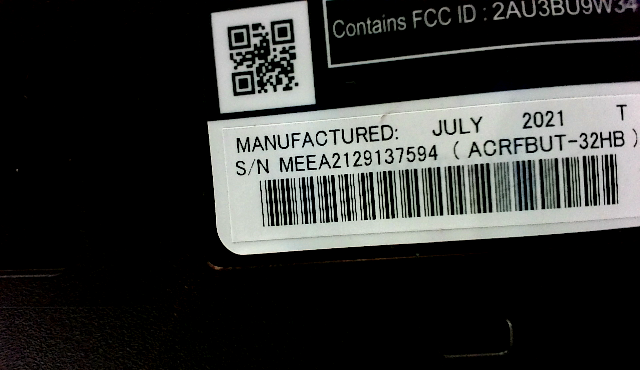 Contains FCC ID : 2AU3BU9W34
MANUFACTURED: JULY 2021 T
S/N MEEA2129137594 ( ACRFBUT-32HB )